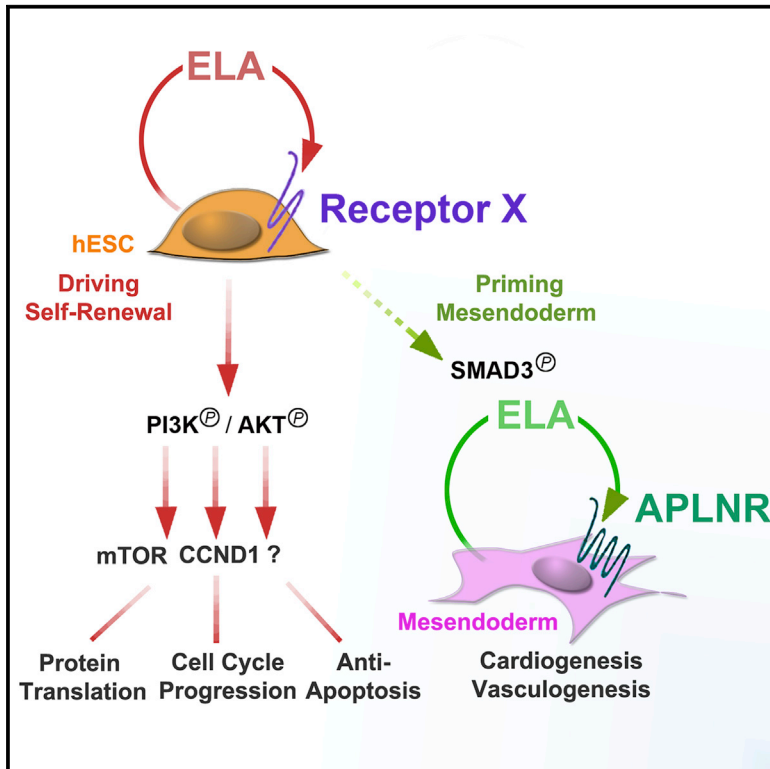 ELA
Receptor X
hESC
Driving
Self-Renewal
Priming
Mesendoderm
SMAD3 Ⓟ
PI3K Ⓟ / AKT Ⓟ
ELA
APLNR
mTOR CCND1 ?
Mesendoderm
Protein
Translation
Cell Cycle
Progression
Anti-
Apoptosis
Cardiogenesis
Vasculogenesis